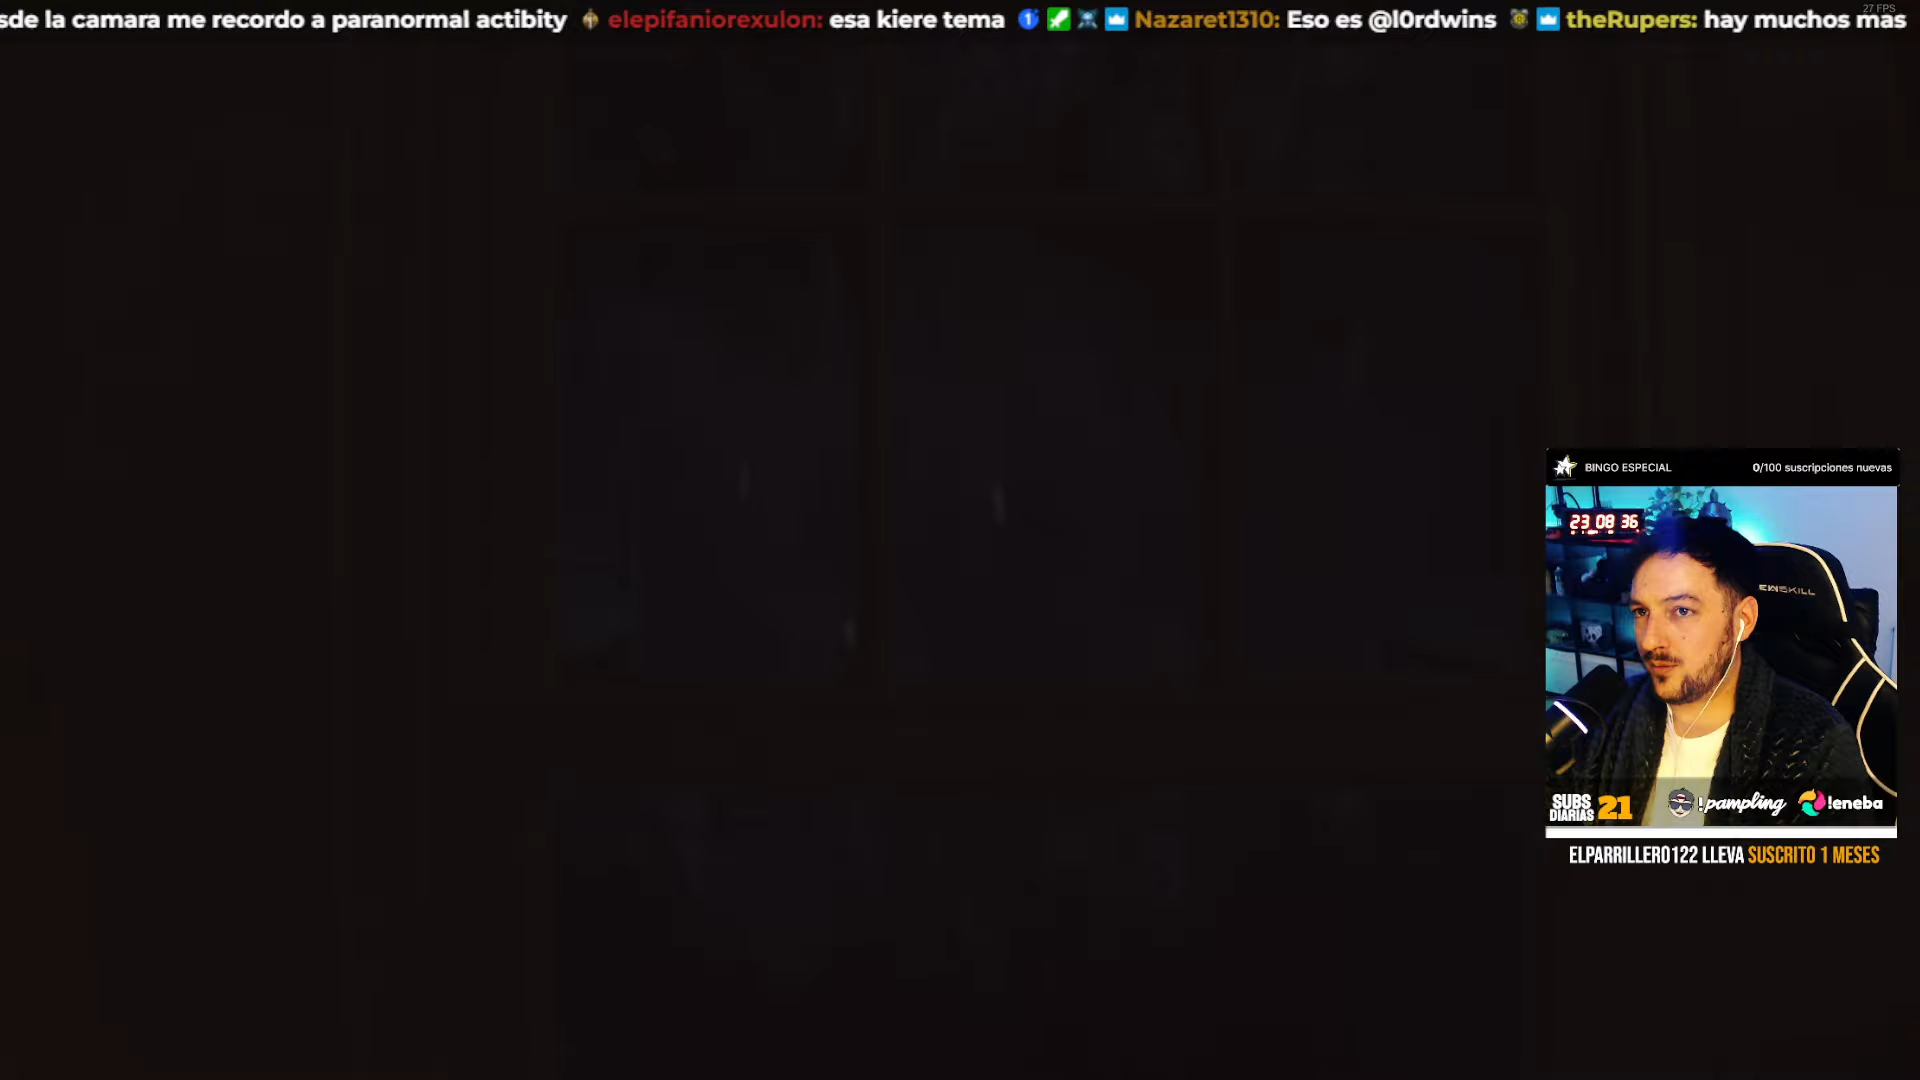 sde la camara me recordo a paranormal actibity elepifaniorexulon: esa kiere tema Nazaret1310: Eso es @l0rdwins theRupers: hay muchos mas
27 FPS
BINGO ESPECIAL 0/100 suscripciones nuevas
23 08 36
EWSKILL
SUBS DIARIAS 21 !pampling !eneba
ELPARRILLERO122 LLEVA SUSCRITO 1 MESES